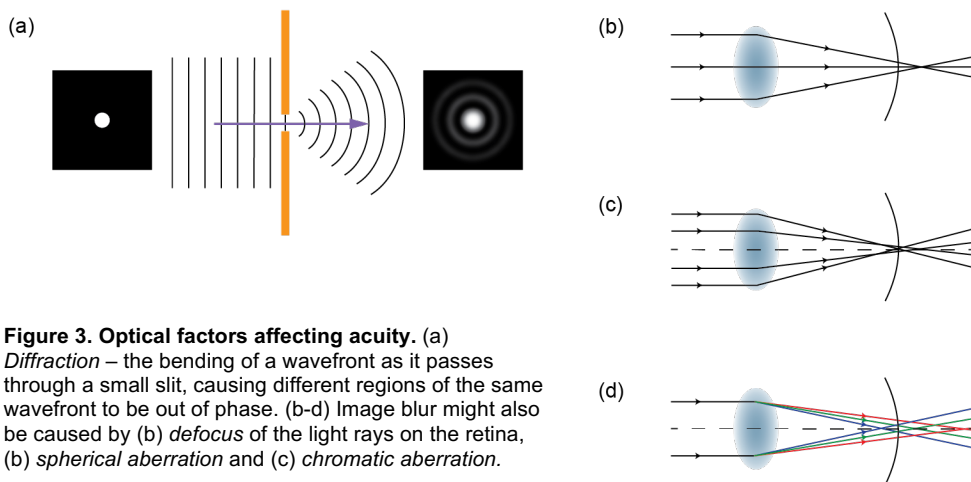 (a)
(b)
(c)
(d)
Figure 3. Optical factors affecting acuity. (a)
Diffraction – the bending of a wavefront as it passes
through a small slit, causing different regions of the same
wavefront to be out of phase. (b-d) Image blur might also
be caused by (b) defocus of the light rays on the retina,
(b) spherical aberration and (c) chromatic aberration.